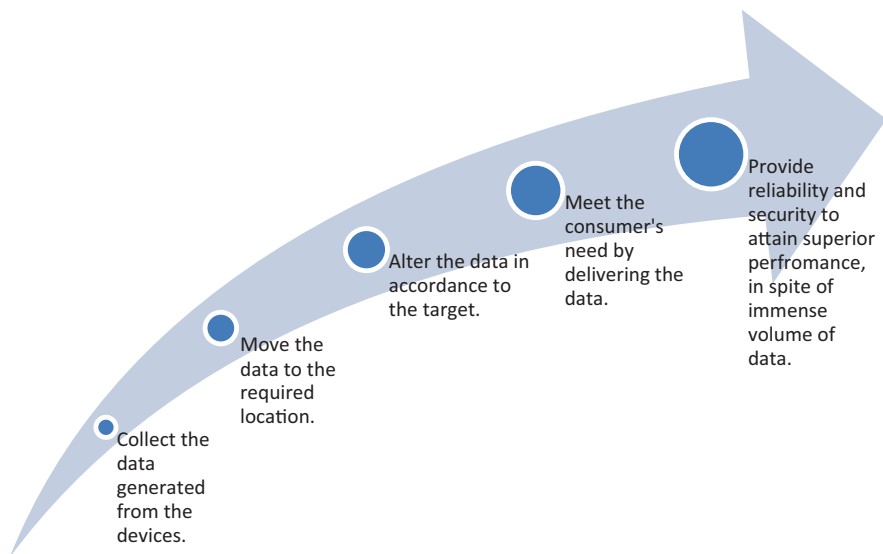 Collect the
data
generated
from the
devices.
Move the
data to the
required
location.
Alter the data in
accordance to
the target.
Meet the
consumer's
need by
delivering the
data.
Provide
reliability and
security to
attain superior
perfromance,
in spite of
immense
volume of
data.